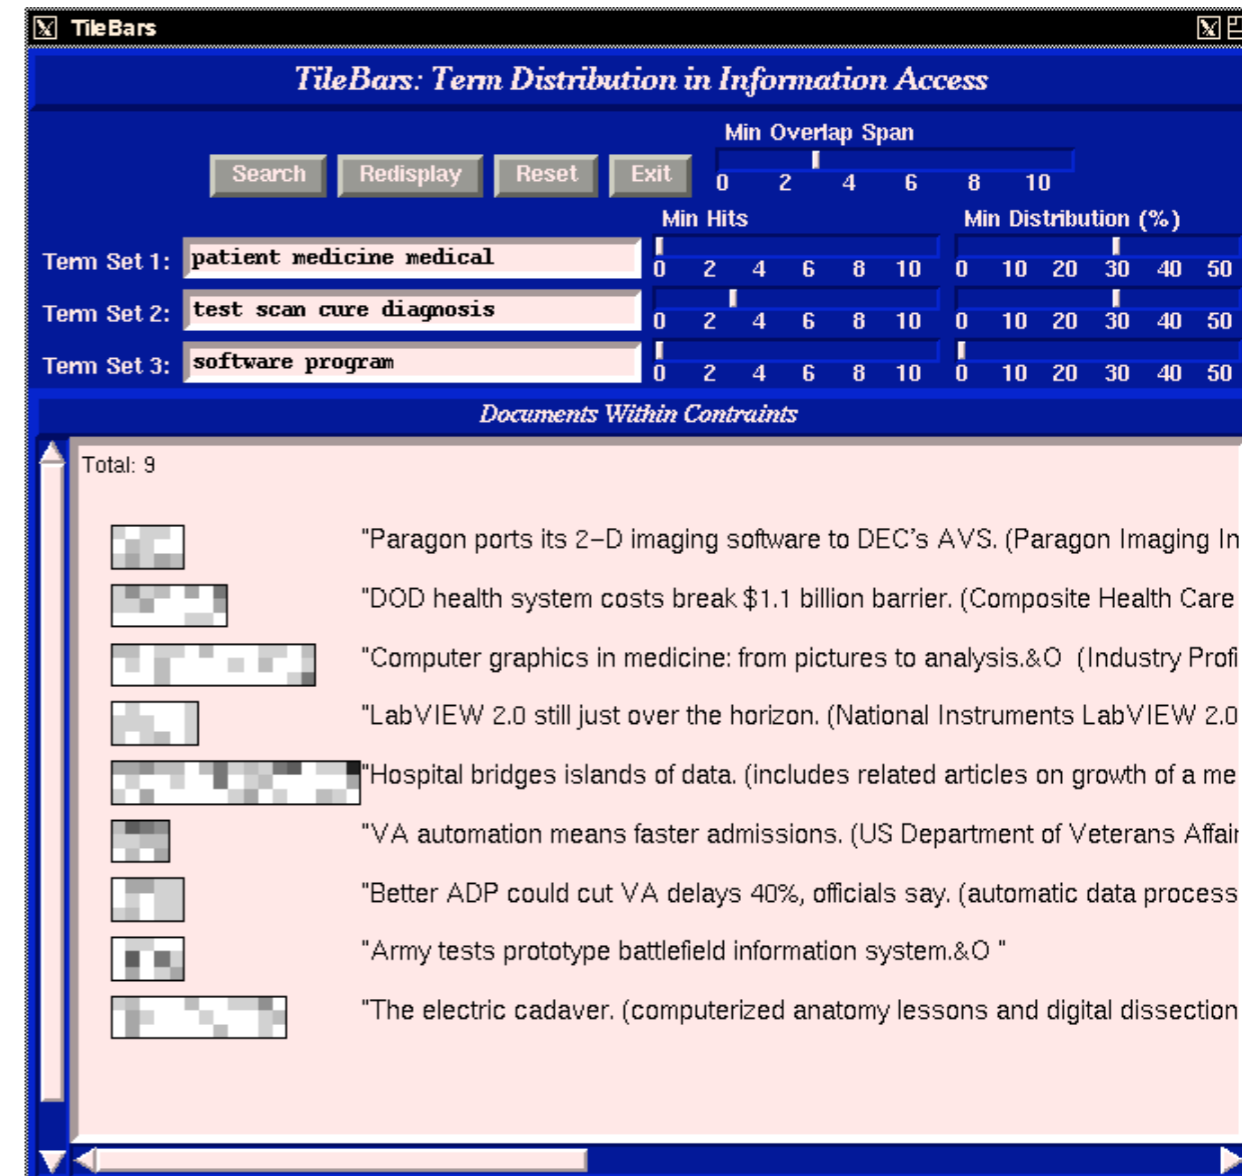 TileBars
TileBars: Term Distribution in Information Access
Min Overlap Span
Search Redisplay Reset Exit
0 2 4 6 8 10
Min Hits Min Distribution (%)
Term Set 1: patient medicine medical
0 2 4 6 8 10 0 10 20 30 40 50
Term Set 2: test scan cure diagnosis
0 2 4 6 8 10 0 10 20 30 40 50
Term Set 3: software program
0 2 4 6 8 10 0 10 20 30 40 50
Documents Within Contraints
Total: 9
"Paragon ports its 2-D imaging software to DEC's AVS. (Paragon Imaging In
"DOD health system costs break $1.1 billion barrier. (Composite Health Care
"Computer graphics in medicine: from pictures to analysis.&O (Industry Profi
"LabVIEW 2.0 still just over the horizon. (National Instruments LabVIEW 2.0
"Hospital bridges islands of data. (includes related articles on growth of a me
"VA automation means faster admissions. (US Department of Veterans Affair
"Better ADP could cut VA delays 40%, officials say. (automatic data process
"Army tests prototype battlefield information system.&O "
"The electric cadaver. (computerized anatomy lessons and digital dissection